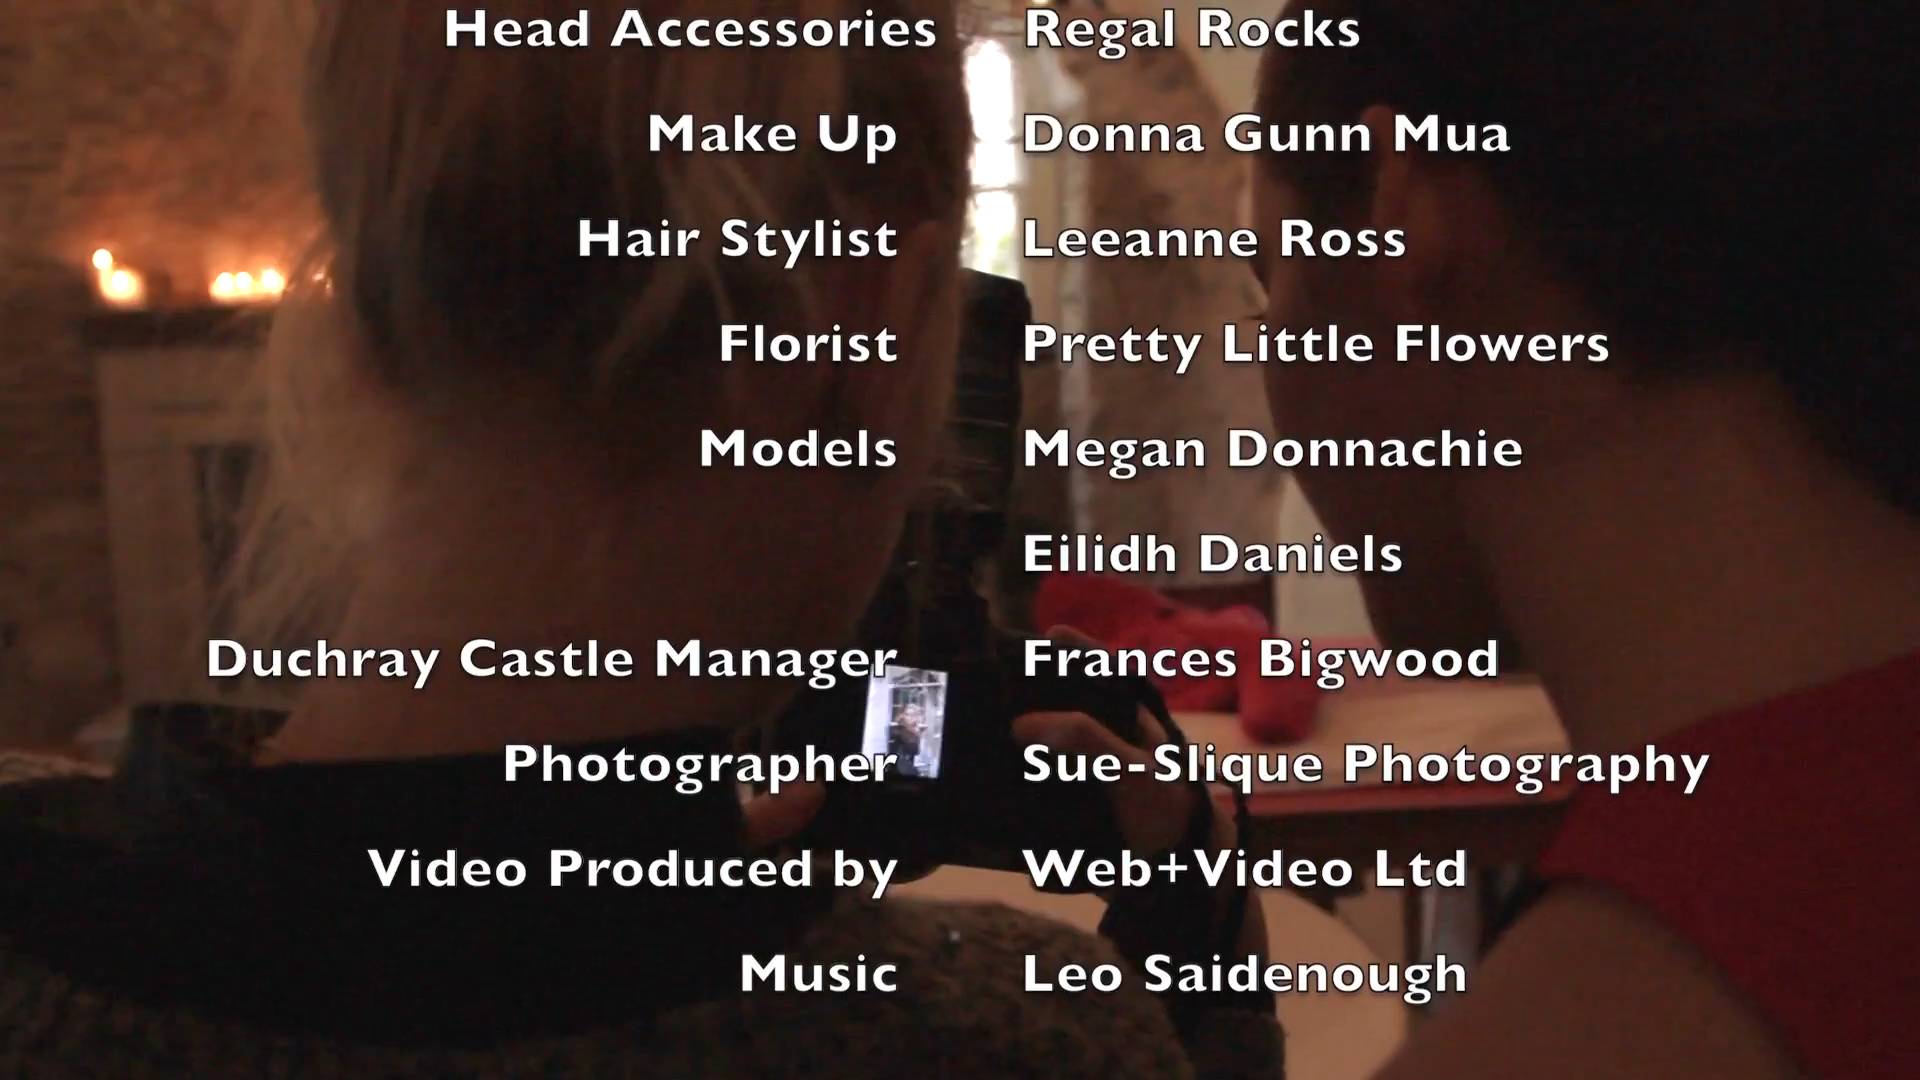 Head Accessories Regal Rocks
Make Up Donna Gunn Mua
Hair Stylist Leeanne Ross
Florist Pretty Little Flowers
Models Megan Donnachie
Eilidh Daniels
Duchray Castle Manager Frances Bigwood
Photographer Sue-Slique Photography
Video Produced by Web+Video Ltd
Music Leo Saidenough